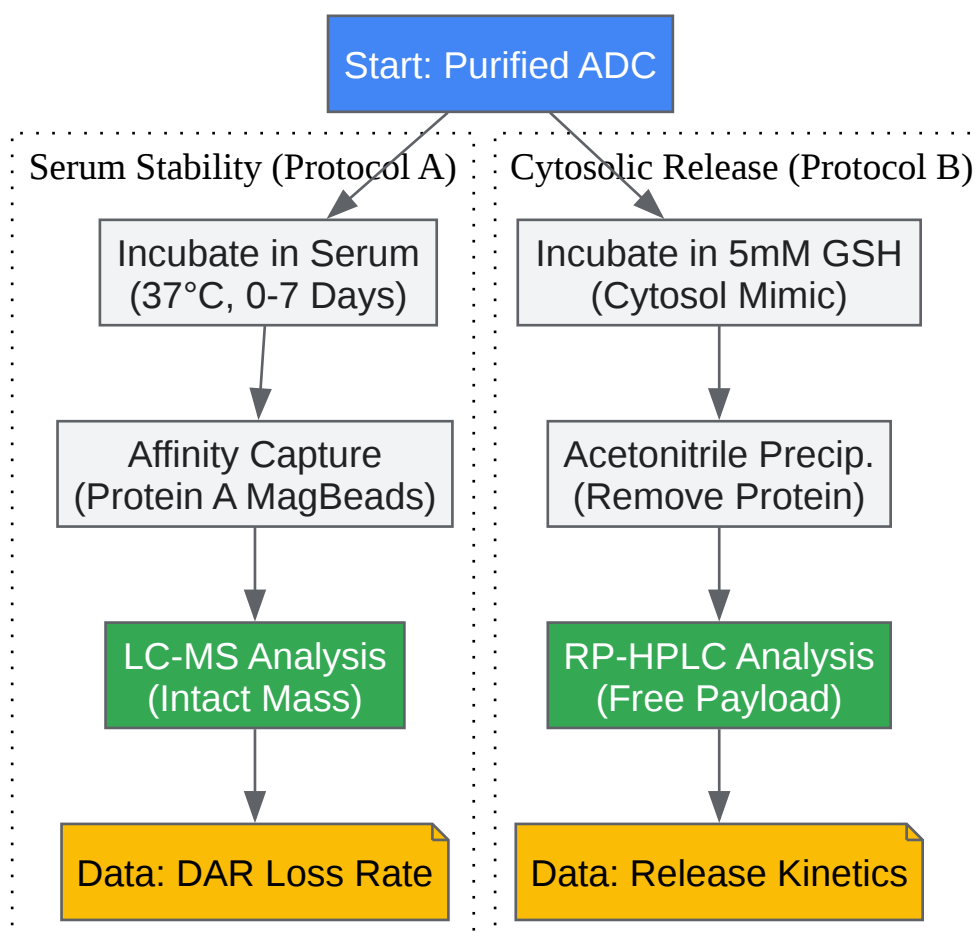 Start: Purified ADC
Serum Stability (Protocol A)
Incubate in Serum
(37°C, 0-7 Days)
Affinity Capture
(Protein A MagBeads)
LC-MS Analysis
(Intact Mass)
Data: DAR Loss Rate
Cytosolic Release (Protocol B)
Incubate in 5mM GSH
(Cytosol Mimic)
Acetonitrile Precip.
(Remove Protein)
RP-HPLC Analysis
(Free Payload)
Data: Release Kinetics